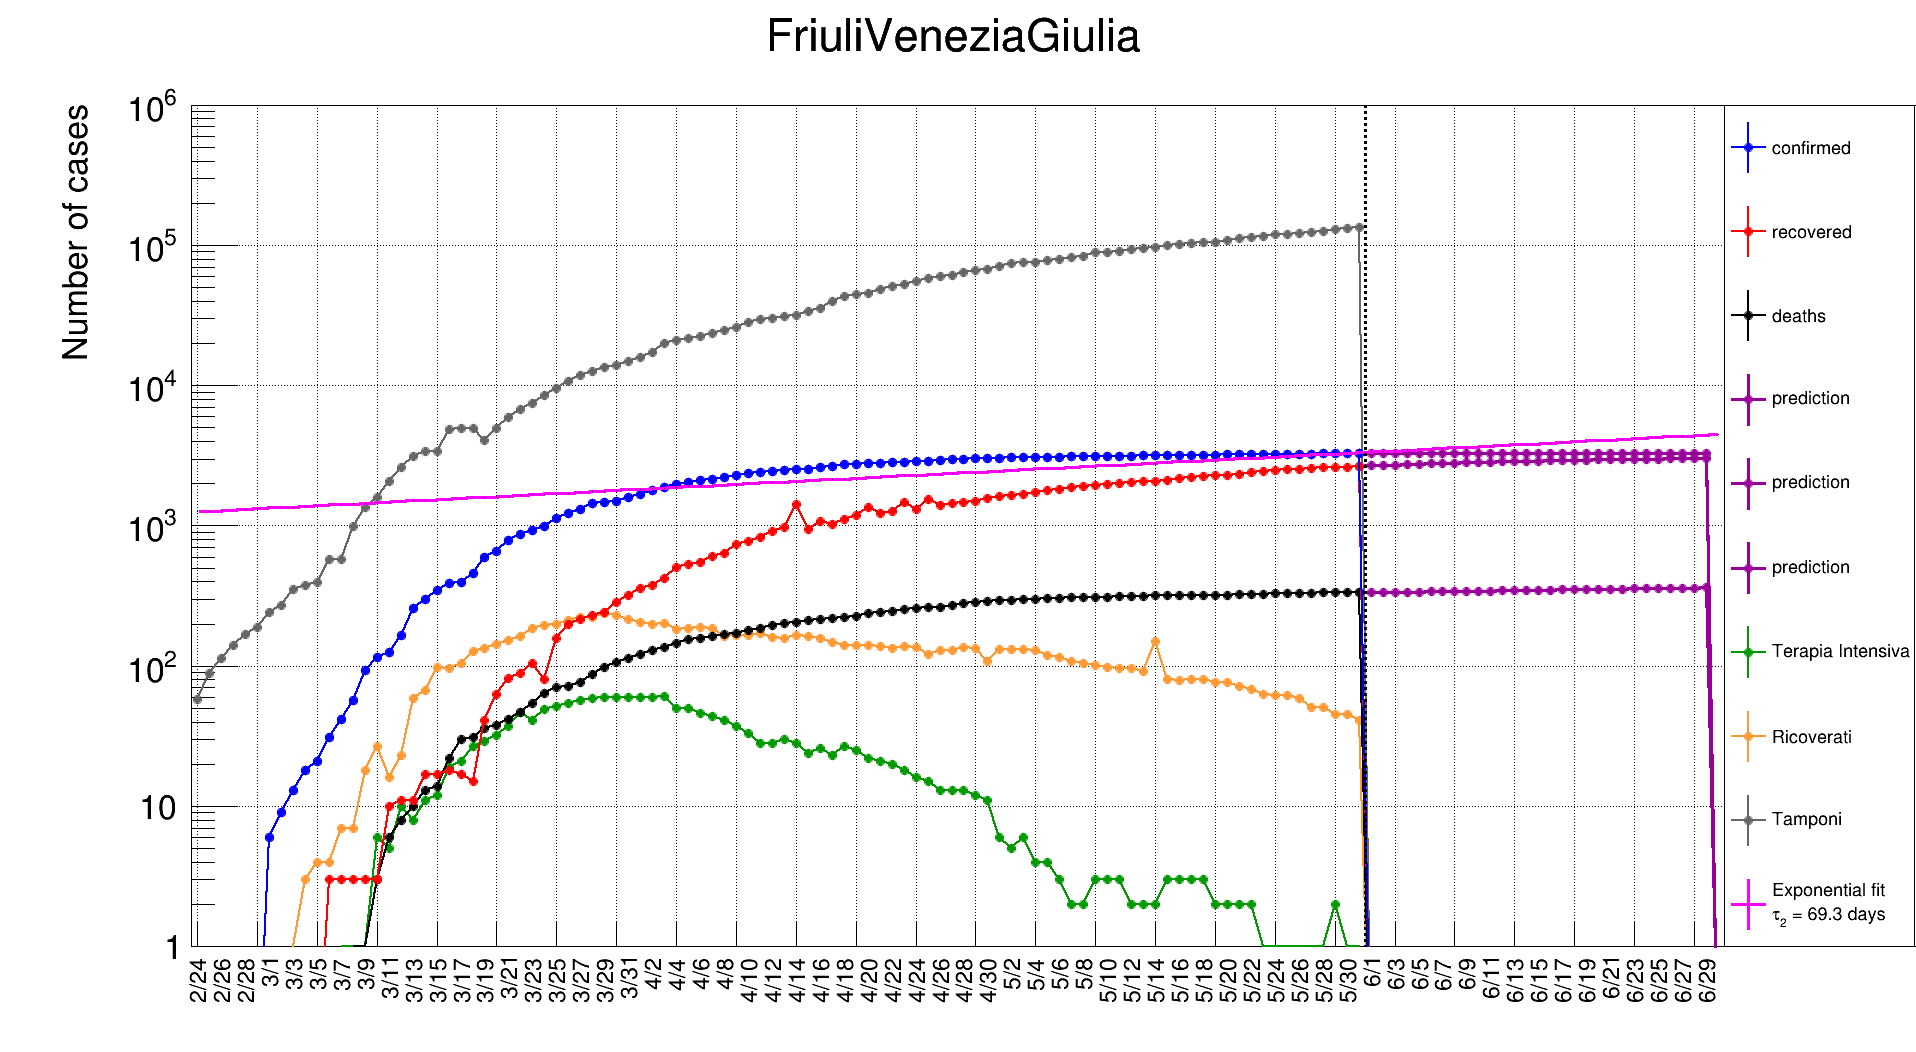 FriuliVeneziaGiulia
Number of cases
10^6
10^5
10^4
10^3
10^2
10
1
2/24 2/26 2/28 3/1 3/3 3/5 3/7 3/9 3/11 3/13 3/15 3/17 3/19 3/21 3/23 3/25 3/27 3/29 3/31 4/2 4/4 4/6 4/8 4/10 4/12 4/14 4/16 4/18 4/20 4/22 4/24 4/26 4/28 4/30 5/2 5/4 5/6 5/8 5/10 5/12 5/14 5/16 5/18 5/20 5/22 5/24 5/26 5/28 5/30 6/1 6/3 6/5 6/7 6/9 6/11 6/13 6/15 6/17 6/19 6/21 6/23 6/25 6/27 6/29
confirmed
recovered
deaths
prediction
prediction
prediction
Terapia Intensiva
Ricoverati
Tamponi
Exponential fit
τ₂ = 69.3 days